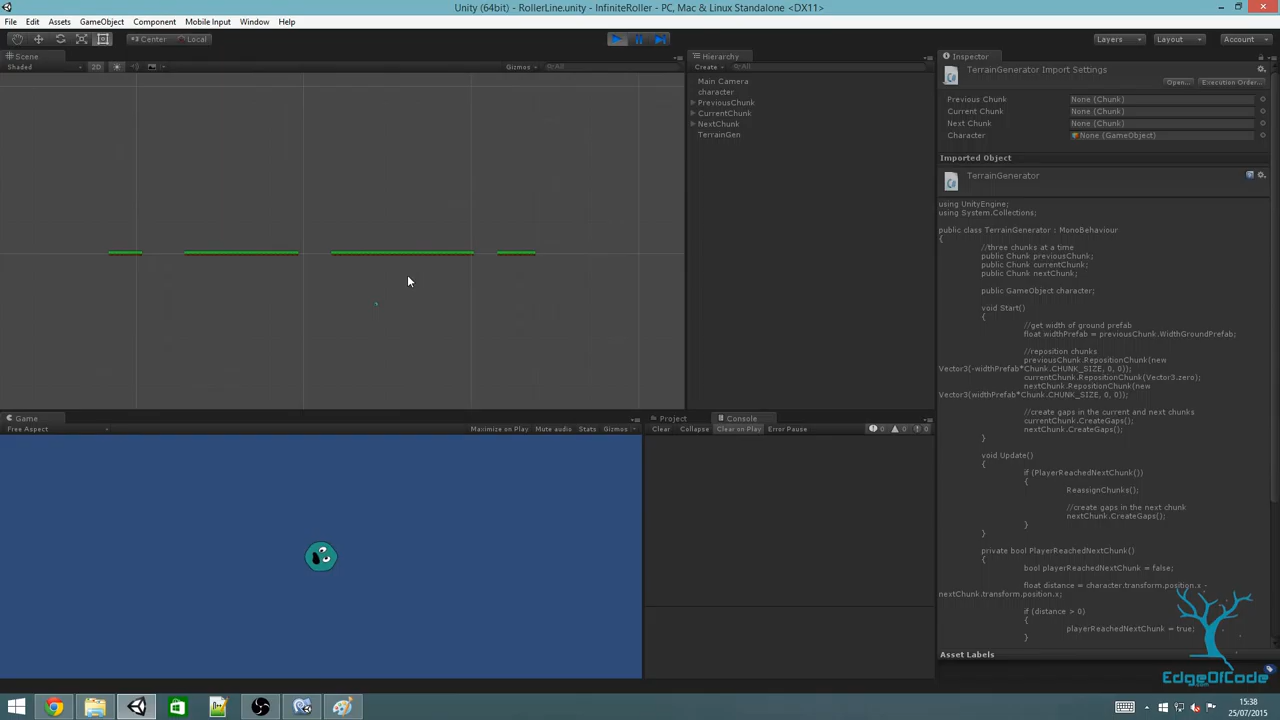 Unity (64bit) - RollerLine.unity - InfiniteRoller - PC, Mac & Linux Standalone <DX11>
File Edit Assets GameObject Component Mobile Input Window Help
Center Local Layers Layout Account
Scene
Shaded 2D Gizmos All
Hierarchy
Create All
Main Camera
character
PreviousChunk
CurrentChunk
NextChunk
TerrainGen
Inspector
TerrainGenerator Import Settings
Open... Execution Order...
Previous Chunk None (Chunk)
Current Chunk None (Chunk)
Next Chunk None (Chunk)
Character None (GameObject)
Imported Object
TerrainGenerator
using UnityEngine;
using System.Collections;
public class TerrainGenerator : MonoBehaviour
{
//three chunks at a time
public Chunk previousChunk;
public Chunk currentChunk;
public Chunk nextChunk;
public GameObject character;
void Start()
{
//get width of ground prefab
float widthPrefab = previousChunk.WidthGroundPrefab;
//reposition chunks
previousChunk.RepositionChunk(new
Vector3(-widthPrefab*Chunk.CHUNK_SIZE, 0, 0));
currentChunk.RepositionChunk(Vector3.zero);
nextChunk.RepositionChunk(new
Vector3(widthPrefab*Chunk.CHUNK_SIZE, 0, 0));
//create gaps in the current and next chunks
currentChunk.CreateGaps();
nextChunk.CreateGaps();
}
void Update()
{
if (PlayerReachedNextChunk())
{
ReassignChunks();
//create gaps in the next chunk
nextChunk.CreateGaps();
}
}
private bool PlayerReachedNextChunk()
{
bool playerReachedNextChunk = false;
float distance = character.transform.position.x -
nextChunk.transform.position.x;
if (distance > 0)
{
playerReachedNextChunk = true;
}
Asset Labels
Game
Free Aspect Maximize on Play Mute audio Stats Gizmos
Project Console
Clear Collapse Clear on Play Error Pause 0 0 0
EdgeOfCode
15:38
25/07/2015